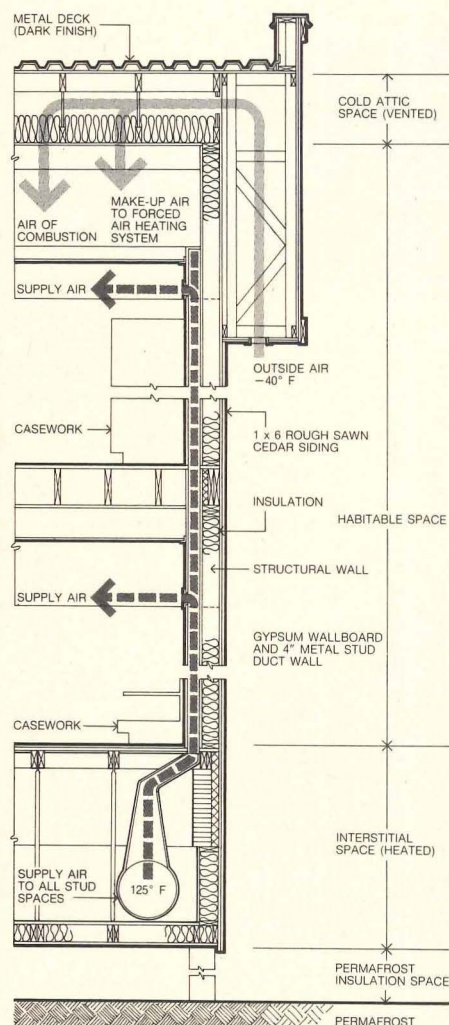 METAL DECK
(DARK FINISH)
COLD ATTIC
SPACE (VENTED)
AIR OF
COMBUSTION
MAKE-UP AIR
TO FORCED
AIR HEATING
SYSTEM
SUPPLY AIR
OUTSIDE AIR
−40° F
CASEWORK
1 x 6 ROUGH SAWN
CEDAR SIDING
INSULATION
HABITABLE SPACE
STRUCTURAL WALL
SUPPLY AIR
GYPSUM WALLBOARD
AND 4" METAL STUD
DUCT WALL
CASEWORK
INTERSTITIAL
SPACE (HEATED)
SUPPLY AIR
TO ALL STUD
SPACES
125° F
PERMAFROST
INSULATION SPACE
PERMAFROST